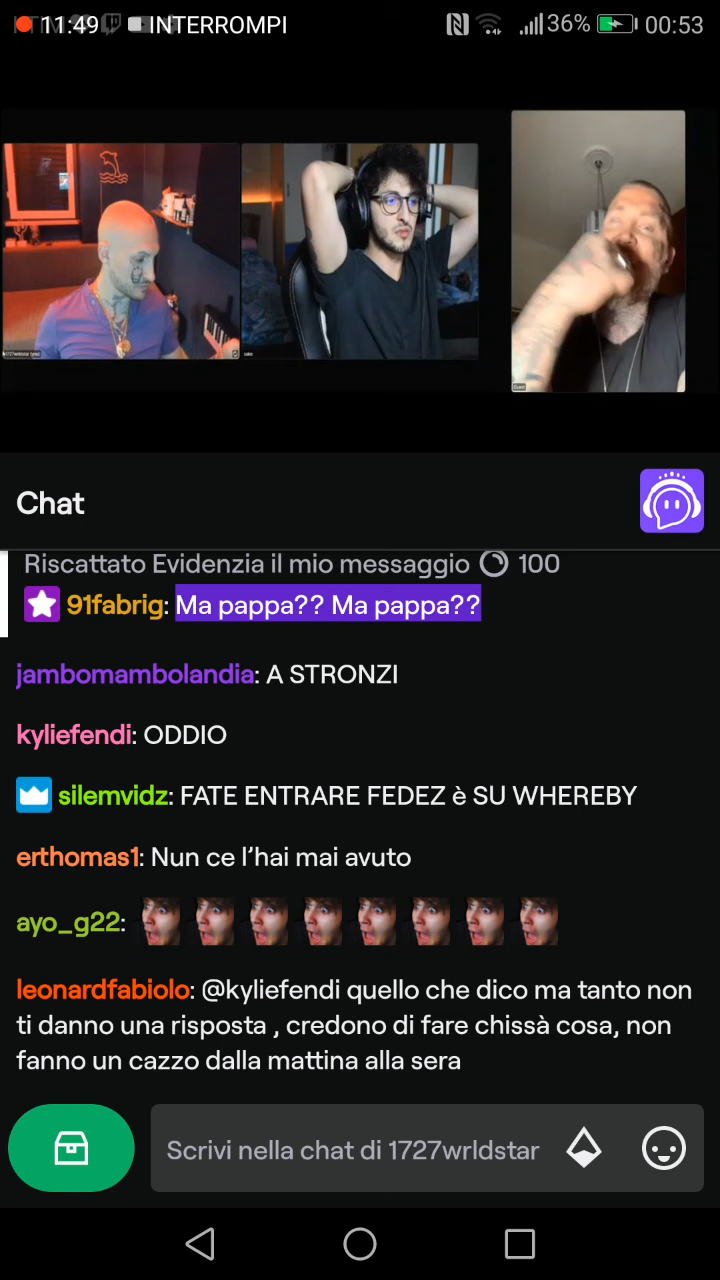 11:49 INTERROMPI 36% 00:53
Chat
Riscattato Evidenzia il mio messaggio 100
91fabrig: Ma pappa?? Ma pappa??
jambomambolandia: A STRONZI
kyliefendi: ODDIO
silemvidz: FATE ENTRARE FEDEZ è SU WHEREBY
erthomas1: Nun ce l’hai mai avuto
ayo_g22:
leonardfabiolo: @kyliefendi quello che dico ma tanto non
ti danno una risposta , credono di fare chissà cosa, non
fanno un cazzo dalla mattina alla sera
Scrivi nella chat di 1727wrldstar